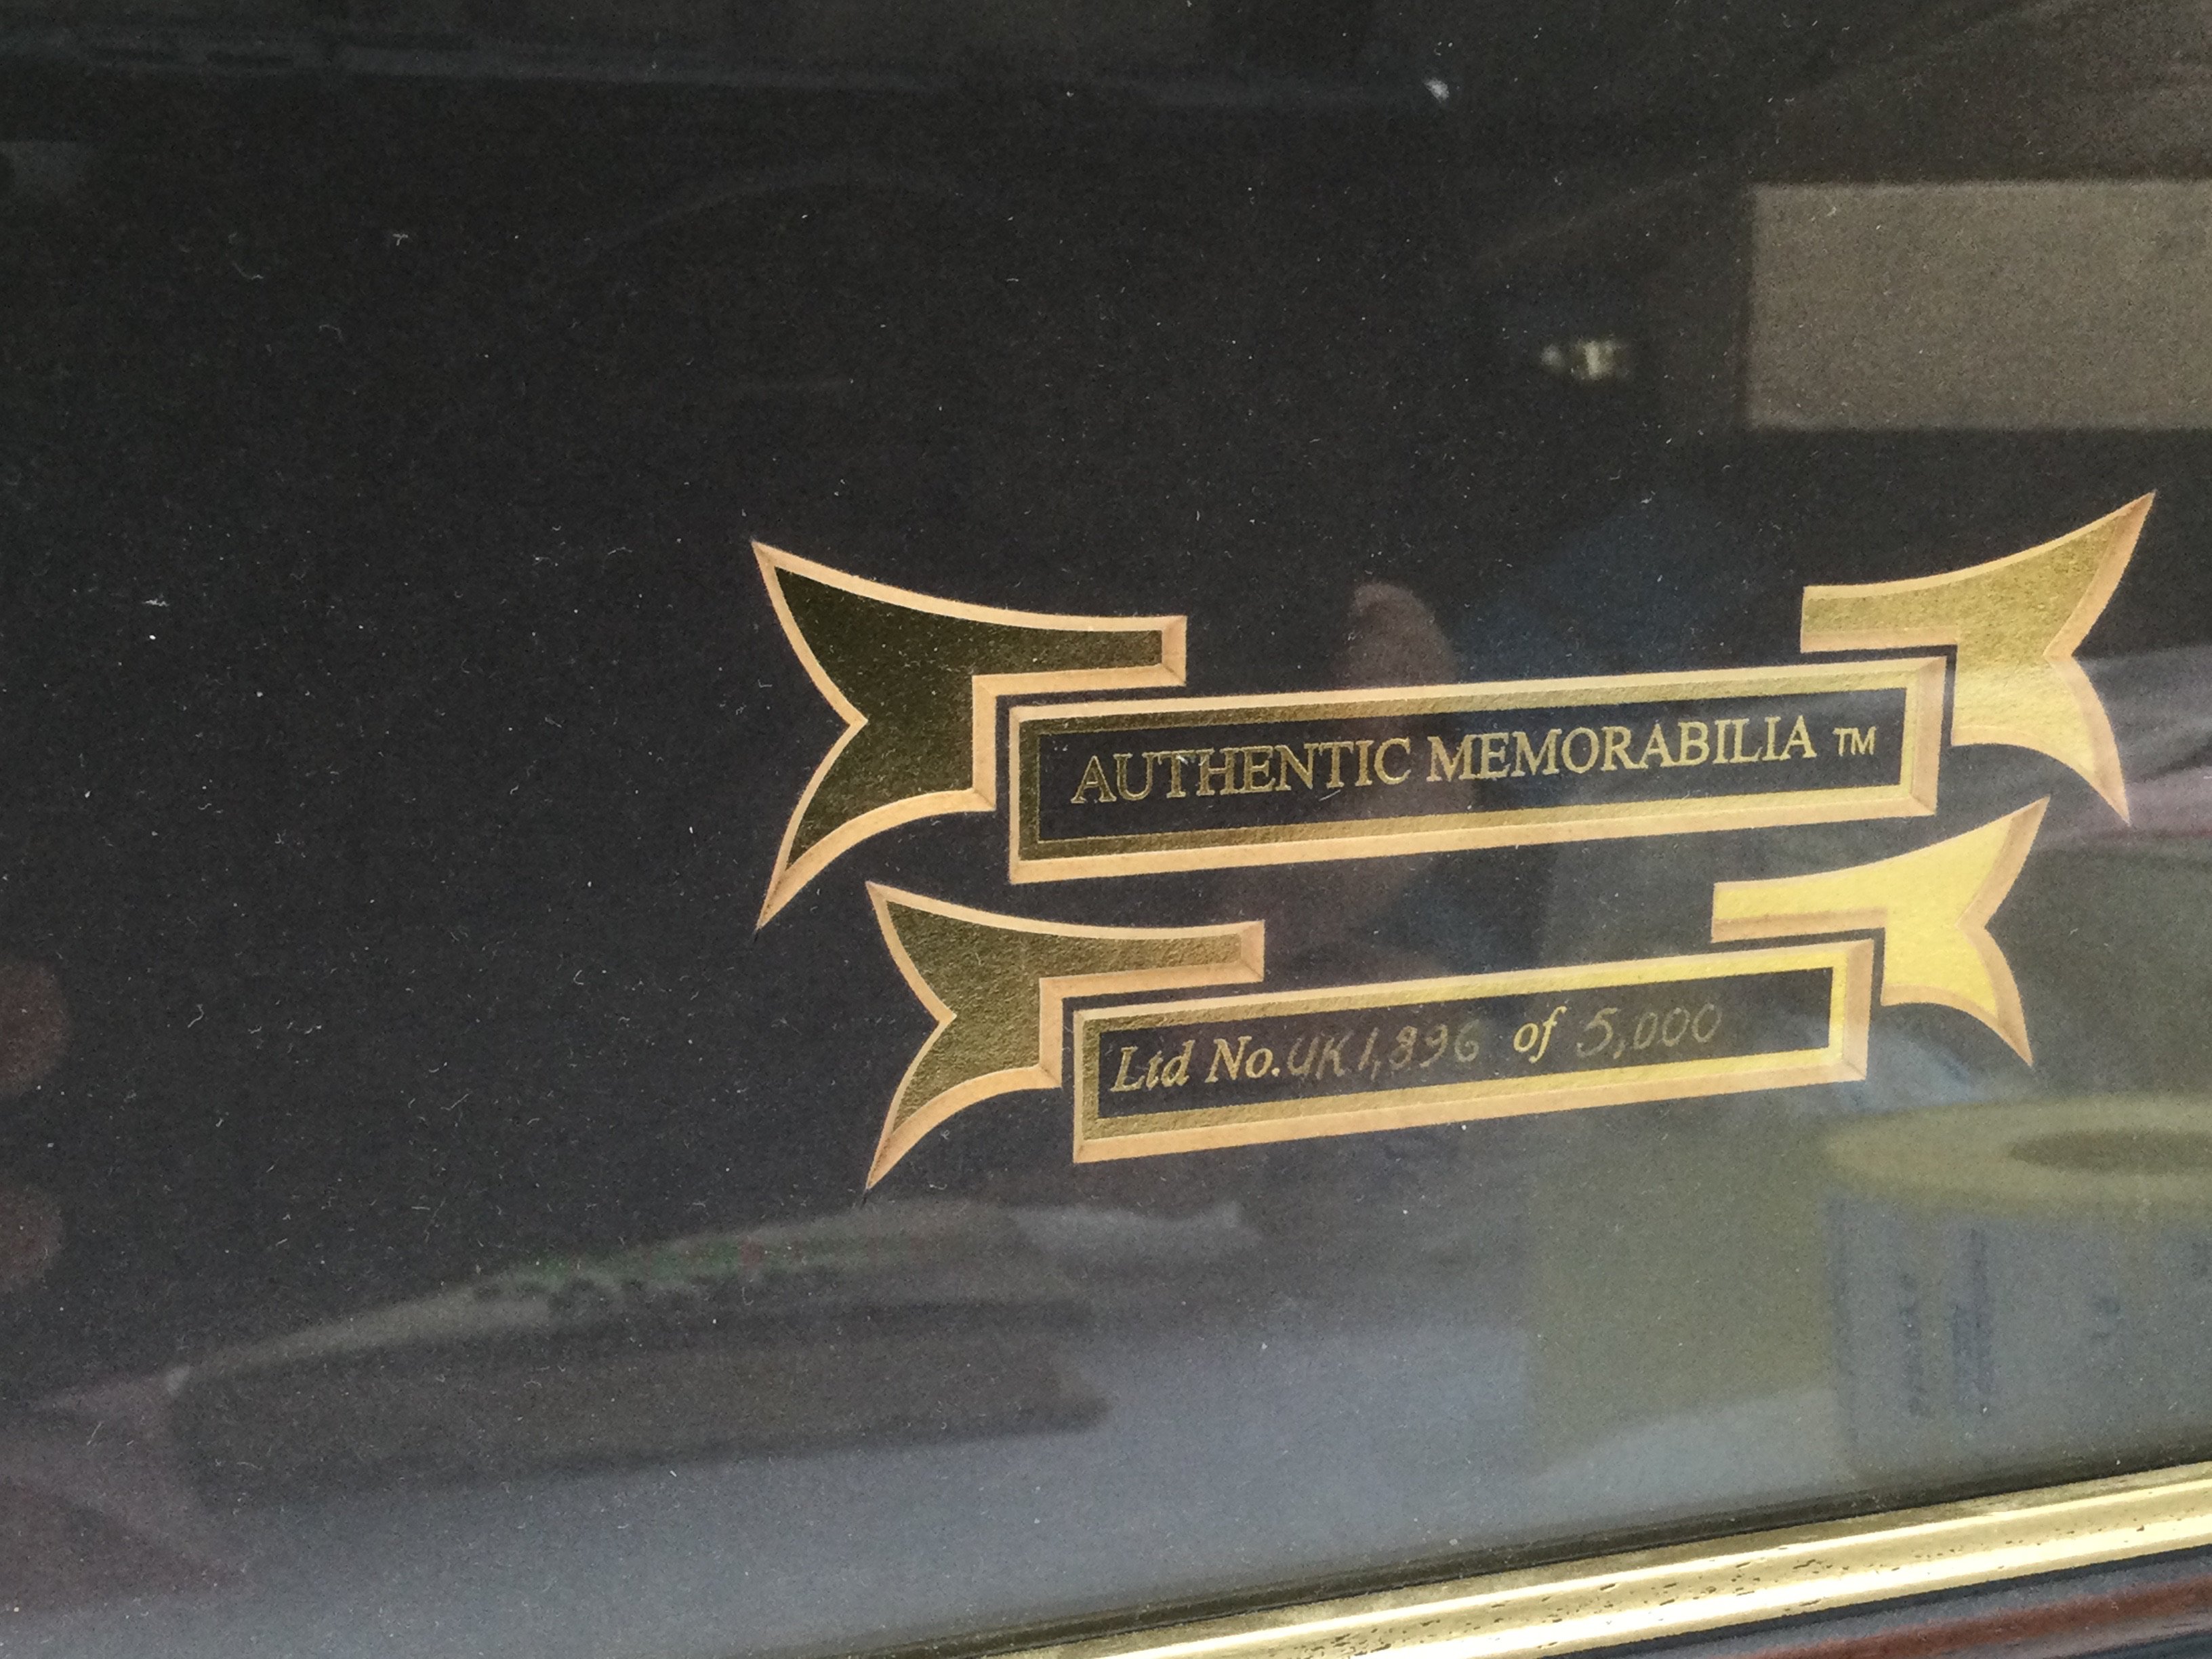 AUTHENTIC MEMORABILIA TM
Ltd No. UK1,896 of 5,000